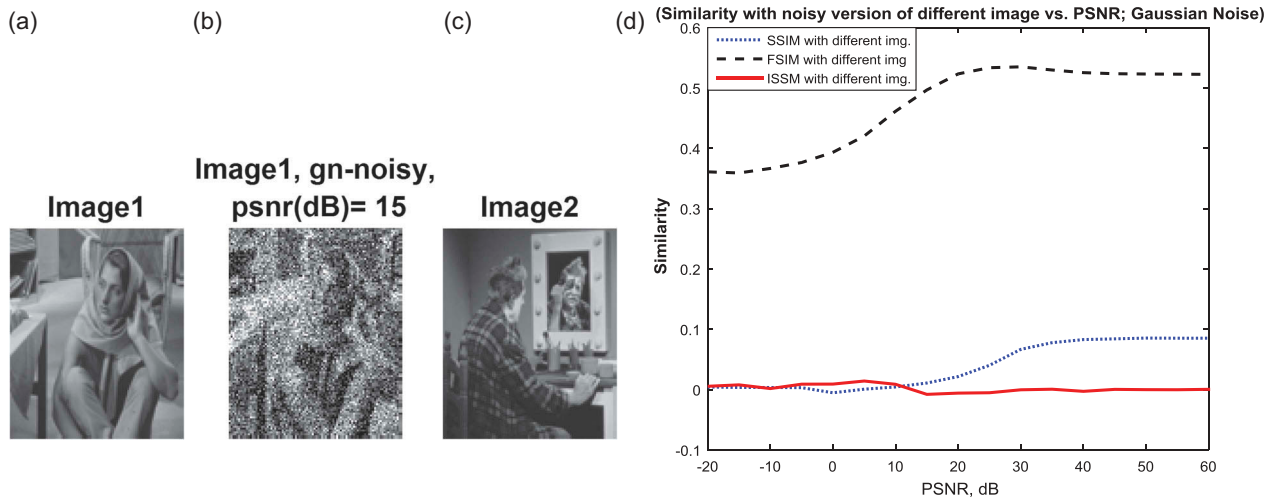 (a)
(b)
(c)
(d)
Image1
Image1, gn-noisy,
psnr(dB)= 15
Image2
(Similarity with noisy version of different image vs. PSNR; Gaussian Noise)
SSIM with different img.
FSIM with different img.
ISSM with different img.
0.6
0.5
0.4
0.3
0.2
0.1
0
-0.1
Similarity
-20
-10
0
10
20
30
40
50
60
PSNR, dB